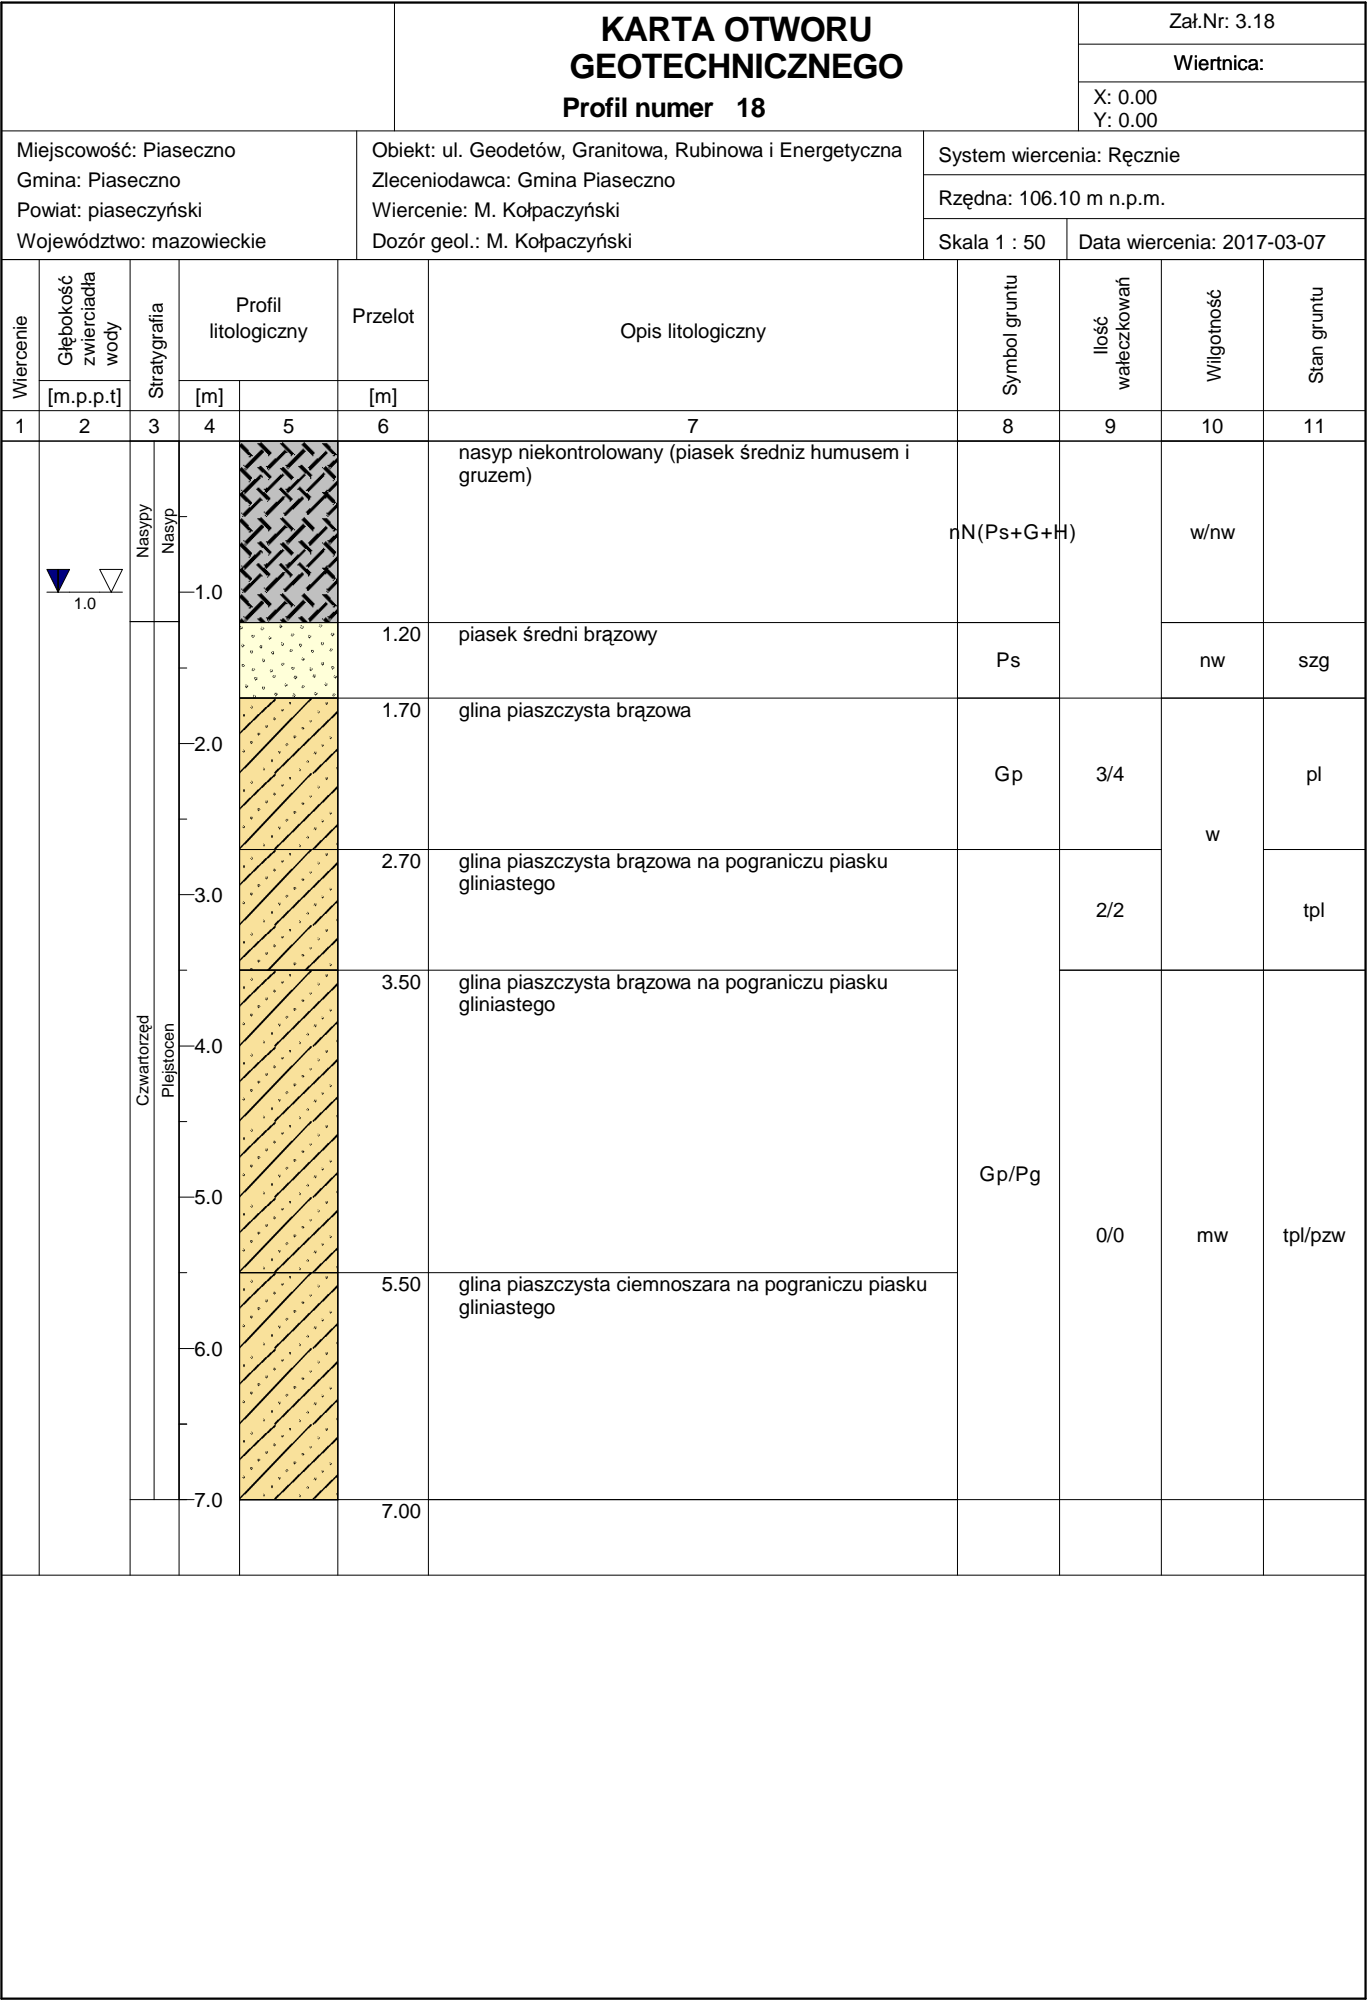 KARTA OTWORU
GEOTECHNICZNEGO
Profil numer 18
Zał.Nr: 3.18
Wiertnica:
X: 0.00
Y: 0.00
Miejscowość: Piaseczno
Gmina: Piaseczno
Powiat: piaseczyński
Województwo: mazowieckie
Obiekt: ul. Geodetów, Granitowa, Rubinowa i Energetyczna
Zleceniodawca: Gmina Piaseczno
Wiercenie: M. Kołpaczyński
Dozór geol.: M. Kołpaczyński
System wiercenia: Ręcznie
Rzędna: 106.10 m n.p.m.
Skala 1 : 50
Data wiercenia: 2017-03-07
Wiercenie
Głębokość
zwierciadła
wody
[m.p.p.t]
Stratygrafia
Profil
litologiczny
[m]
Przelot
[m]
Opis litologiczny
Symbol gruntu
Ilość
wałeczkowań
Wilgotność
Stan gruntu
1 2 3 4 5 6 7 8 9 10 11
Nasypy
Nasyp
nasyp niekontrolowany (piasek średniz humusem i
gruzem)
nN(Ps+G+H)
w/nw
1.0
1.0
1.20
piasek średni brązowy
Ps
nw
szg
1.70
glina piaszczysta brązowa
2.0
Gp
3/4
pl
w
2.70
glina piaszczysta brązowa na pograniczu piasku
gliniastego
3.0
2/2
tpl
3.50
glina piaszczysta brązowa na pograniczu piasku
gliniastego
Czwartorzęd
Plejstocen
4.0
5.0
Gp/Pg
0/0
mw
tpl/pzw
5.50
glina piaszczysta ciemnoszara na pograniczu piasku
gliniastego
6.0
7.0
7.00